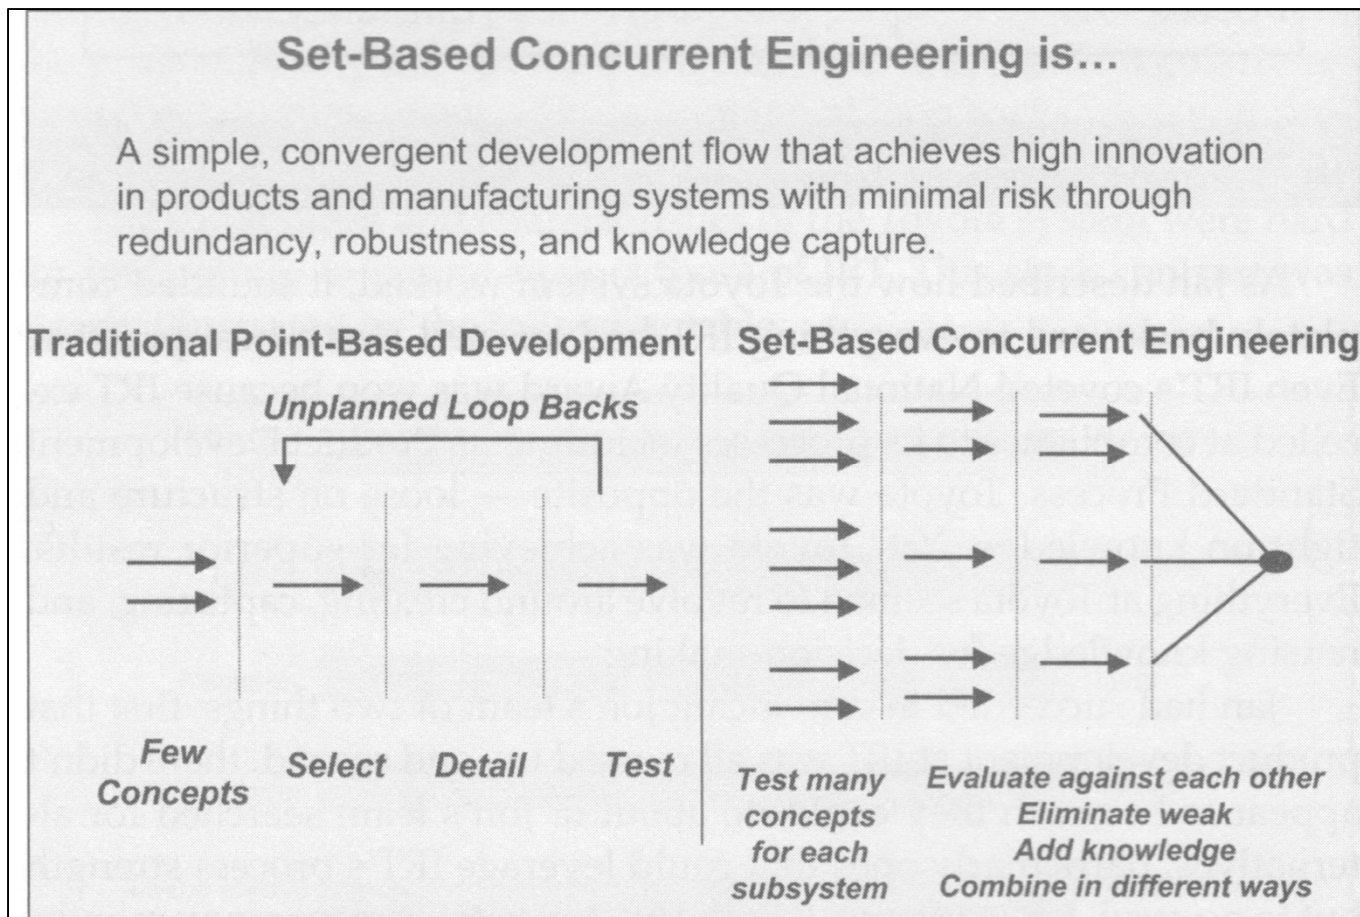 Set-Based Concurrent Engineering is...
A simple, convergent development flow that achieves high innovation
in products and manufacturing systems with minimal risk through
redundancy, robustness, and knowledge capture.
Traditional Point-Based Development
Unplanned Loop Backs
Few
Concepts
Select
Detail
Test
Set-Based Concurrent Engineering
Test many
concepts
for each
subsystem
Evaluate against each other
Eliminate weak
Add knowledge
Combine in different ways